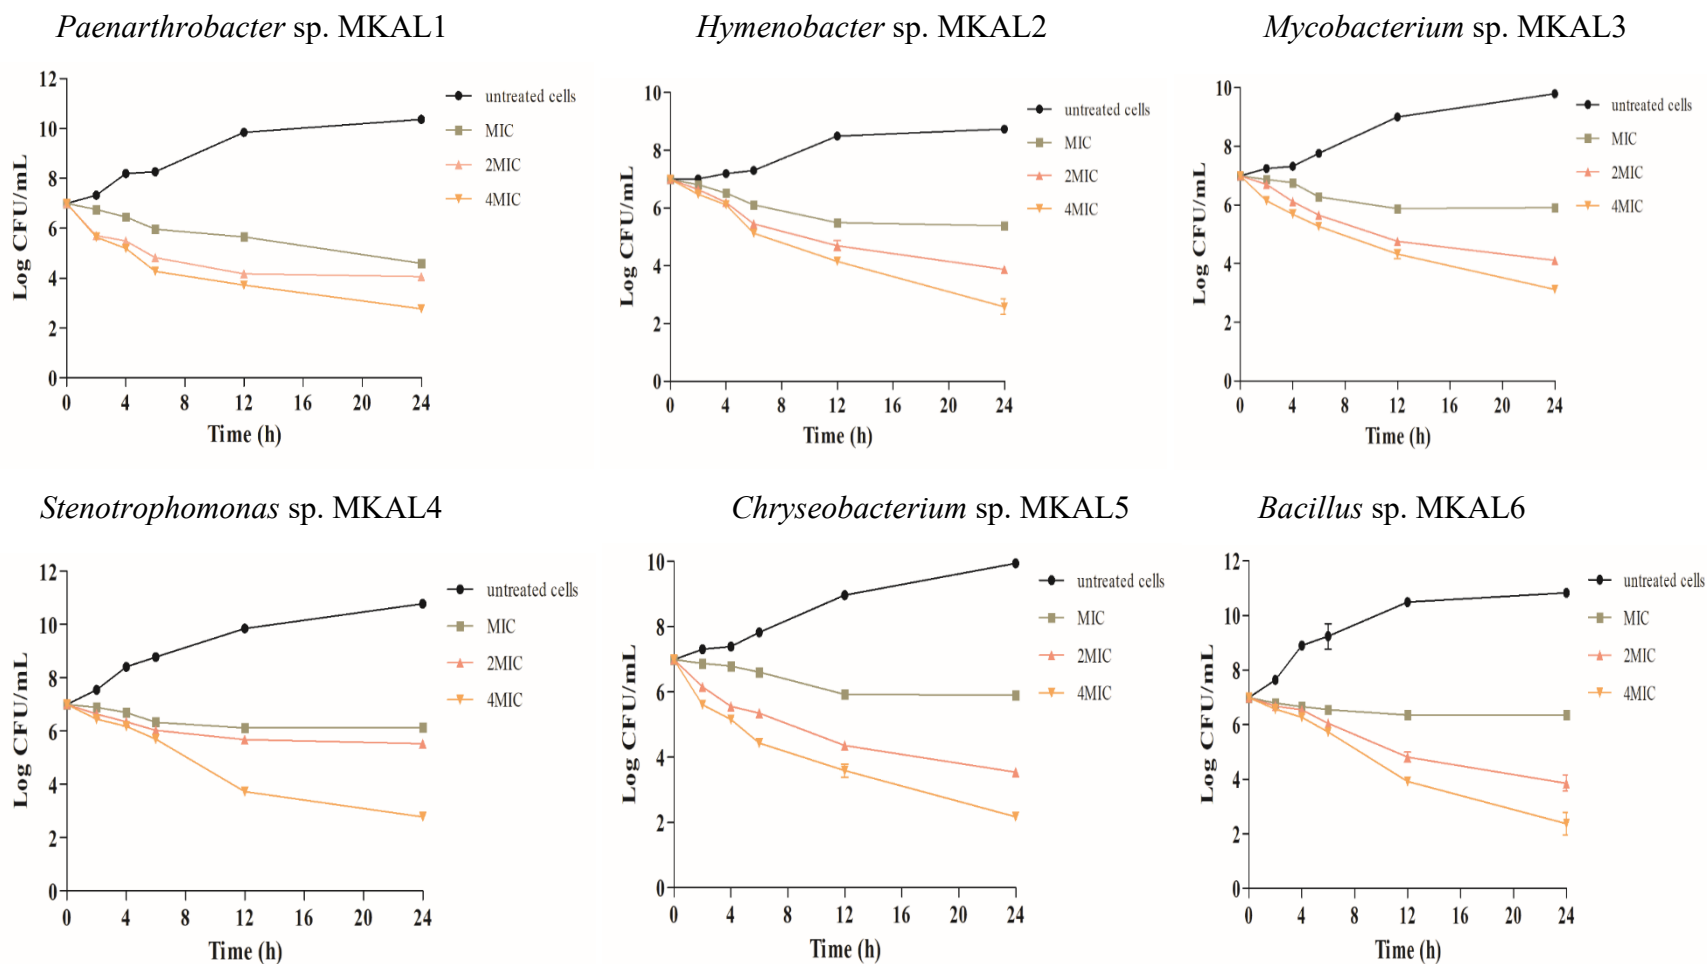 Paenarthrobacter sp. MKAL1
Hymenobacter sp. MKAL2
Mycobacterium sp. MKAL3
Log CFU/mL
12
10
8
6
4
2
0
0 4 8 12 16 20 24
Time (h)
untreated cells
MIC
2MIC
4MIC
Log CFU/mL
10
8
6
4
2
0
0 4 8 12 16 20 24
Time (h)
untreated cells
MIC
2MIC
4MIC
Log CFU/mL
10
8
6
4
2
0
0 4 8 12 16 20 24
Time (h)
untreated cells
MIC
2MIC
4MIC
Stenotrophomonas sp. MKAL4
Chryseobacterium sp. MKAL5
Bacillus sp. MKAL6
Log CFU/mL
12
10
8
6
4
2
0
0 4 8 12 16 20 24
Time (h)
untreated cells
MIC
2MIC
4MIC
Log CFU/mL
10
8
6
4
2
0
0 4 8 12 16 20 24
Time (h)
untreated cells
MIC
2MIC
4MIC
Log CFU/mL
12
10
8
6
4
2
0
0 4 8 12 16 20 24
Time (h)
untreated cells
MIC
2MIC
4MIC